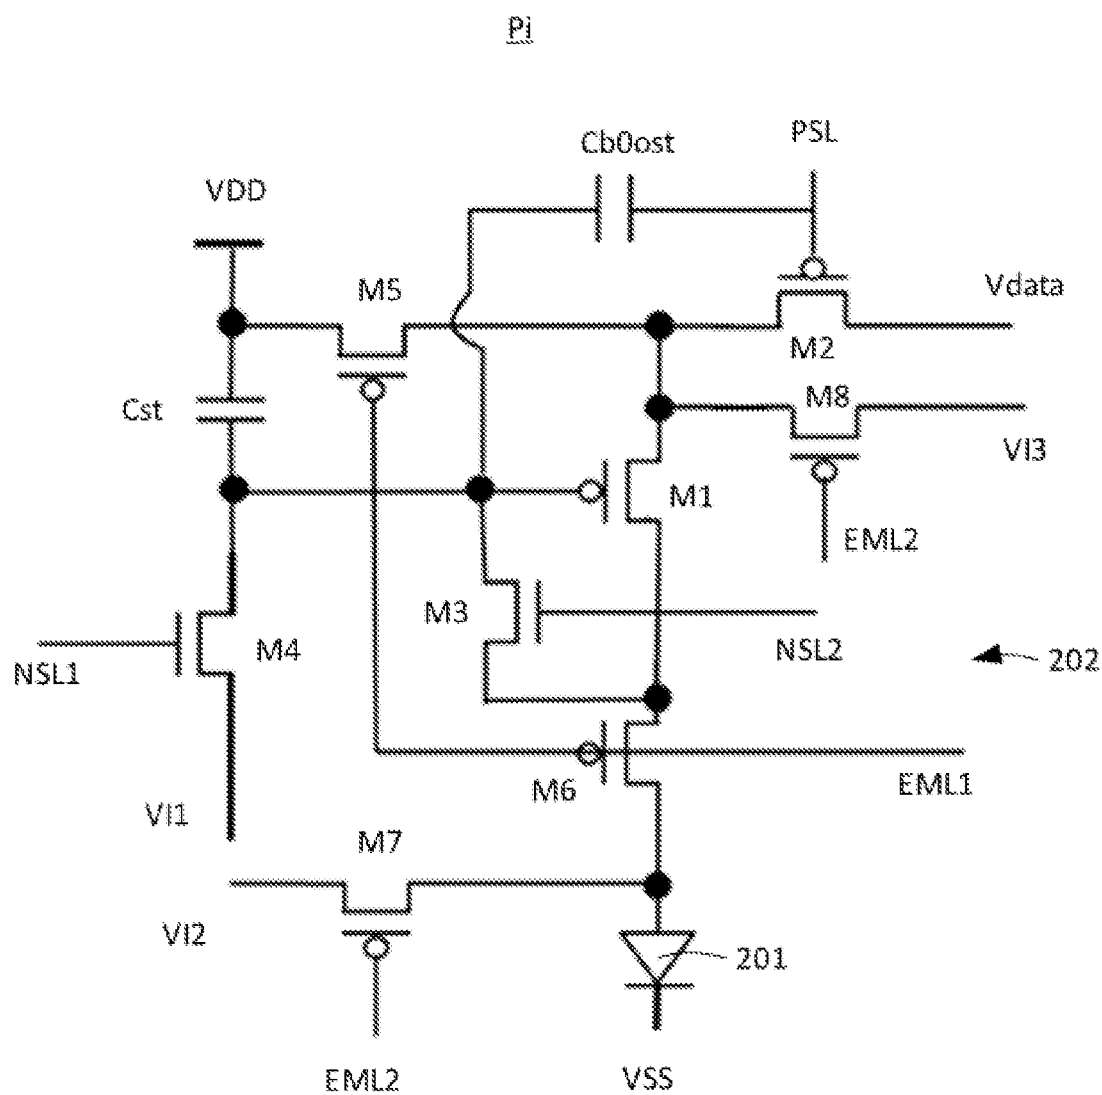 Pi
PSL
Cb0ost
VDD
M5
Vdata
M2
M8
Cst
VI3
M1
EML2
M3
M4
NSL2
202
NSL1
EML1
M6
VI1
M7
VI2
201
EML2
VSS